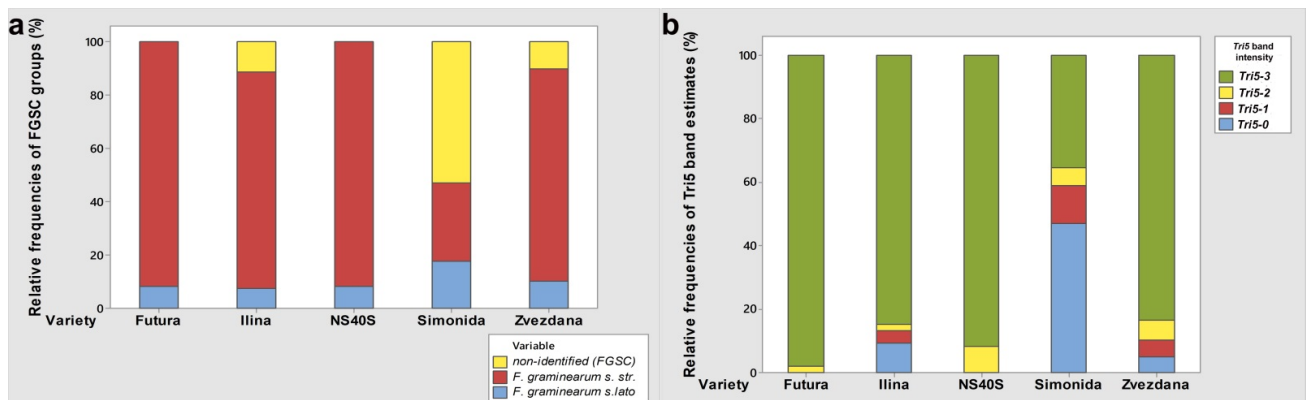 a
Relative frequencies of FGSC groups (%)
100
80
60
40
20
0
Variety Futura Ilina NS40S Simonida Zvezdana
Variable
non-identified (FGSC)
F. graminearum s. str.
F. graminearum s.lato
b
Relative frequencies of Tri5 band estimates (%)
100
80
60
40
20
0
Variety Futura Ilina NS40S Simonida Zvezdana
Tri5 band
intensity
Tri5-3
Tri5-2
Tri5-1
Tri5-0